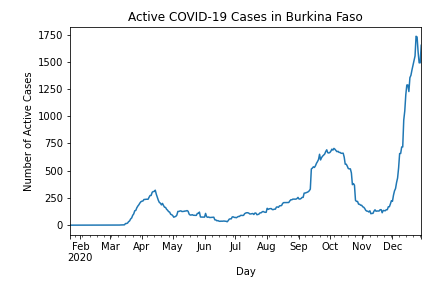 Active COVID-19 Cases in Burkina Faso
Number of Active Cases
1750
1500
1250
1000
750
500
250
0
Feb Mar Apr May Jun Jul Aug Sep Oct Nov Dec
2020
Day